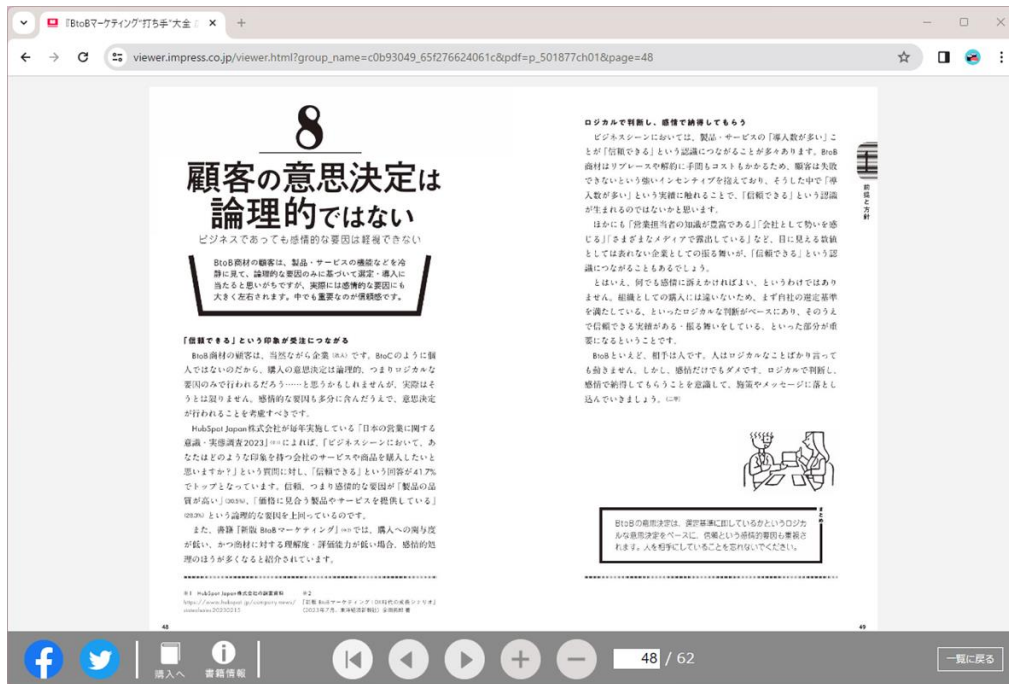 『BtoBマーケティング"打ち手"大全
viewer.impress.co.jp/viewer.html?group_name=c0b93049_65f276624061c&pdf=p_501877ch01&page=48
8
顧客の意思決定は
論理的ではない
ビジネスであっても感情的な要因は軽視できない
BtoB商材の顧客は、製品・サービスの機能などを冷
静に見て、論理的な要因のみに基づいて選定・導入に
当たると思いがちですが、実際には感情的な要因にも
大きく左右されます。中でも重要なのが信頼感です。
「信頼できる」という印象が受注につながる
BtoB商材の顧客は、当然ながら企業（法人）です。BtoCのように個
人ではないのだから、購入の意思決定は論理的、つまりロジカルな
要因のみで行われるだろう……と思うかもしれませんが、実際はそ
うとは限りません。感情的な要因も多分に含んだうえで、意思決定
が行われることを考慮すべきです。
HubSpot Japan株式会社が毎年実施している「日本の営業に関する
意識・実態調査2023」（※1）によれば、「ビジネスシーンにおいて、あ
なたはどのような印象を持つ会社のサービスや商品を購入したいと
思いますか？」という質問に対し、「信頼できる」という回答が41.7%
でトップとなっています。信頼、つまり感情的な要因が「製品の品
質が高い」（30.5%）、「価格に見合う製品やサービスを提供している」
（29.3%）という論理的な要因を上回っているのです。
また、書籍『新版 BtoBマーケティング』（※2）では、購入への関与度
が低い、かつ商材に対する理解度・評価能力が低い場合、感情的処
理のほうが多くなると紹介されています。
※1 HubSpot Japan株式会社の調査資料
https://www.hubspot.jp/company-news/
※2
48
ロジカルで判断し、感情で納得してもらう
ビジネスシーンにおいては、製品・サービスの「導入数が多い」こ
とが「信頼できる」という認識につながることが多々あります。BtoB
商材はリプレースや解約に手間もコストもかかるため、顧客は失敗
できないという強いインセンティブを抱えており、そうした中で「導
入数が多い」という実績に触れることで、「信頼できる」という認識
が生まれるのではないかと思います。
ほかにも「営業担当者の知識が豊富である」「会社として勢いを感
じる」「さまざまなメディアで露出している」など、目に見える数値
としては表れない企業としての振る舞いが、「信頼できる」という認
識につながることもあるでしょう。
とはいえ、何でも感情に訴えかければよい、というわけではあり
ません。組織としての購入には違いないため、まず自社の選定基準
を満たしている、といったロジカルな判断がベースにあり、そのうえ
で信頼できる実績がある・振る舞いをしている、といった部分が重
要になるということです。
BtoBといえど、相手は人です。人はロジカルなことばかり言って
も動きません。しかし、感情だけでもダメです。ロジカルで判断し、
感情で納得してもらうことを意識して、施策やメッセージに落とし
込んでいきましょう。
前提と方針
まとめ
BtoBの意思決定は、選定基準に即しているかというロジカ
ルな意思決定をベースに、信頼という感情的要因も重視さ
れます。人を相手にしていることを忘れないでください。
49
購入へ
書籍情報
48 / 62
一覧に戻る